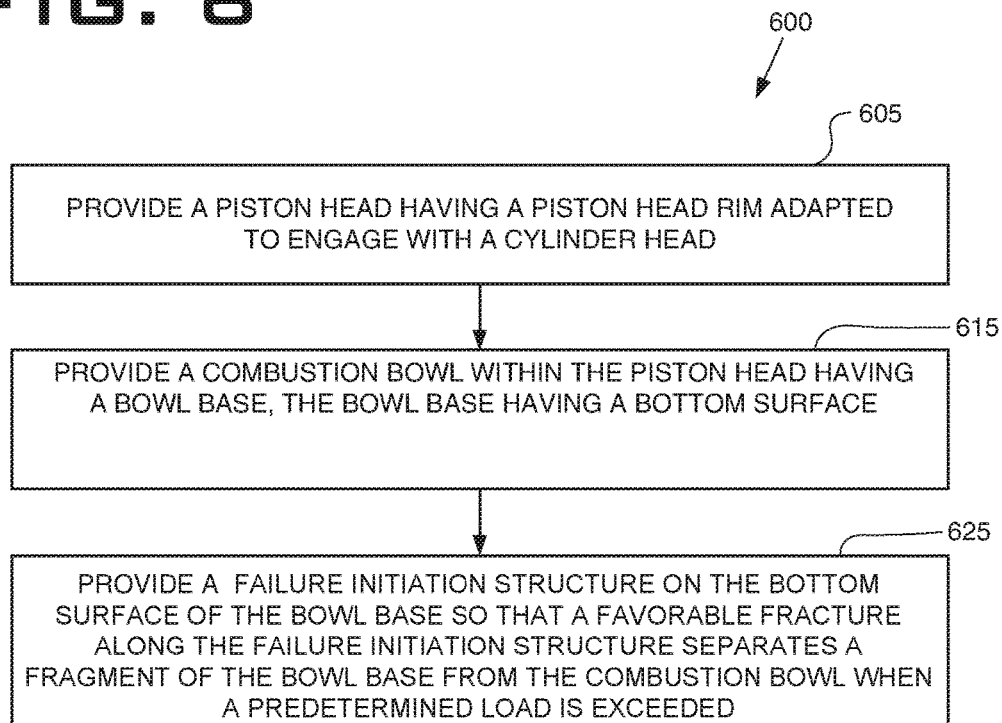 FIG. 6
600
605
PROVIDE A PISTON HEAD HAVING A PISTON HEAD RIM ADAPTED
TO ENGAGE WITH A CYLINDER HEAD
615
PROVIDE A COMBUSTION BOWL WITHIN THE PISTON HEAD HAVING
A BOWL BASE, THE BOWL BASE HAVING A BOTTOM SURFACE
625
PROVIDE A FAILURE INITIATION STRUCTURE ON THE BOTTOM
SURFACE OF THE BOWL BASE SO THAT A FAVORABLE FRACTURE
ALONG THE FAILURE INITIATION STRUCTURE SEPARATES A
FRAGMENT OF THE BOWL BASE FROM THE COMBUSTION BOWL WHEN
A PREDETERMINED LOAD IS EXCEEDED